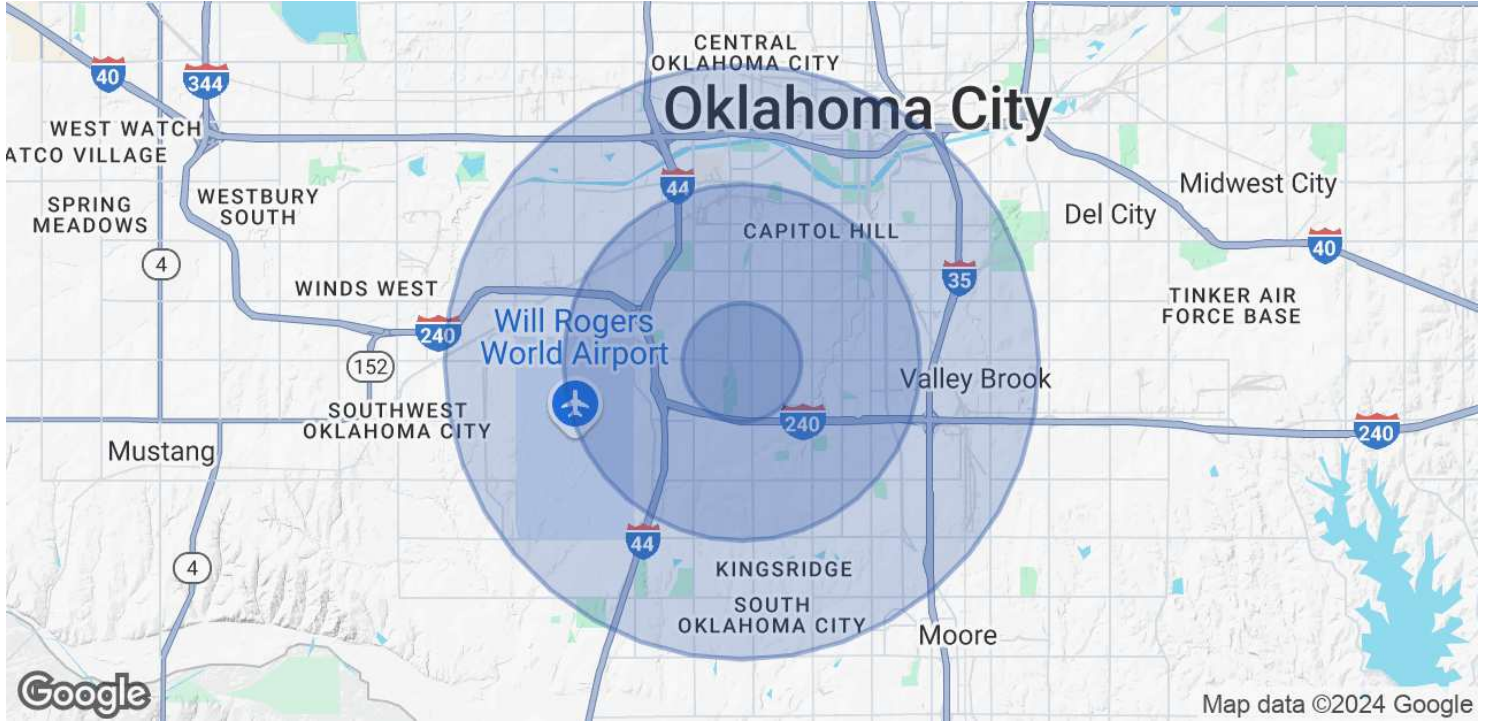 CENTRAL
OKLAHOMA CITY
40
344
Oklahoma City
WEST WATCH
ATCO VILLAGE
44
Midwest City
SPRING
MEADOWS
WESTBURY
SOUTH
Del City
CAPITOL HILL
4
40
35
WINDS WEST
TINKER AIR
FORCE BASE
Will Rogers
World Airport
240
152
Valley Brook
SOUTHWEST
OKLAHOMA CITY
240
240
Mustang
44
4
KINGSRIDGE
SOUTH
OKLAHOMA CITY
Moore
Google
Map data ©2024 Google